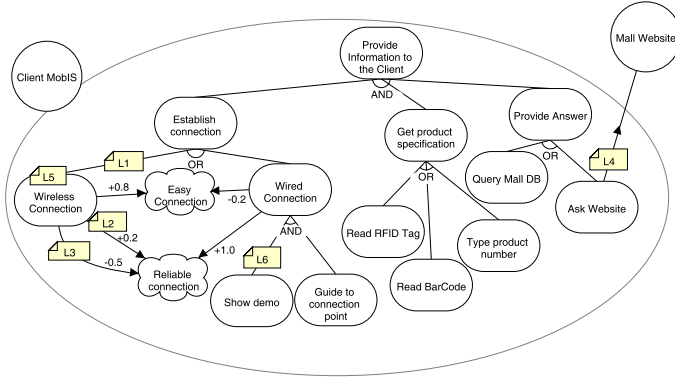 Mall Website
Client MobIS
Provide
Information to
the Client
AND
Establish
connection
OR
Get product
specification
OR
Provide Answer
OR
L1
L5
L4
Wireless
Connection
+0.8
Easy
Connection
-0.2
Wired
Connection
AND
Query Mall DB
Ask Website
L2
+0.2
L3
-0.5
+1.0
L6
Read RFID Tag
Type product
number
Reliable
connection
Show demo
Guide to
connection
point
Read BarCode